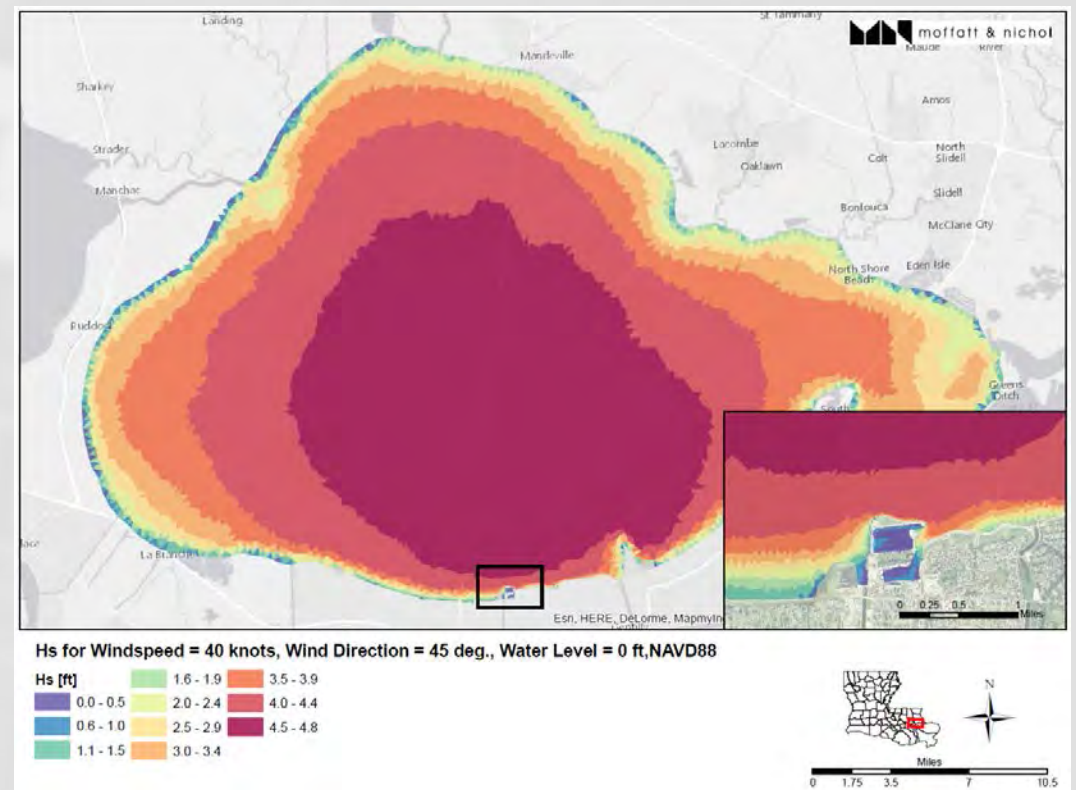 Landing
St. Tammany
moffatt & nichol
Mandeville
Maude
River
Sharkey
Amos
Lacombe
Colt
North
Slidell
Strader
Oaklawn
Manchac
Slidell
Bonfouca
McClane City
North Shore
Beach
Eden Isle
Ruddock
Greens
Ditch
South
La Branch
Esri, HERE, DeLorme, Mapmyin
0 0.25 0.5 1
Miles
Hs for Windspeed = 40 knots, Wind Direction = 45 deg., Water Level = 0 ft,NAVD88
Hs [ft]
0.0 - 0.5
0.6 - 1.0
1.1 - 1.5
1.6 - 1.9
2.0 - 2.4
2.5 - 2.9
3.0 - 3.4
3.5 - 3.9
4.0 - 4.4
4.5 - 4.8
N
Miles
0 1.75 3.5 7 10.5